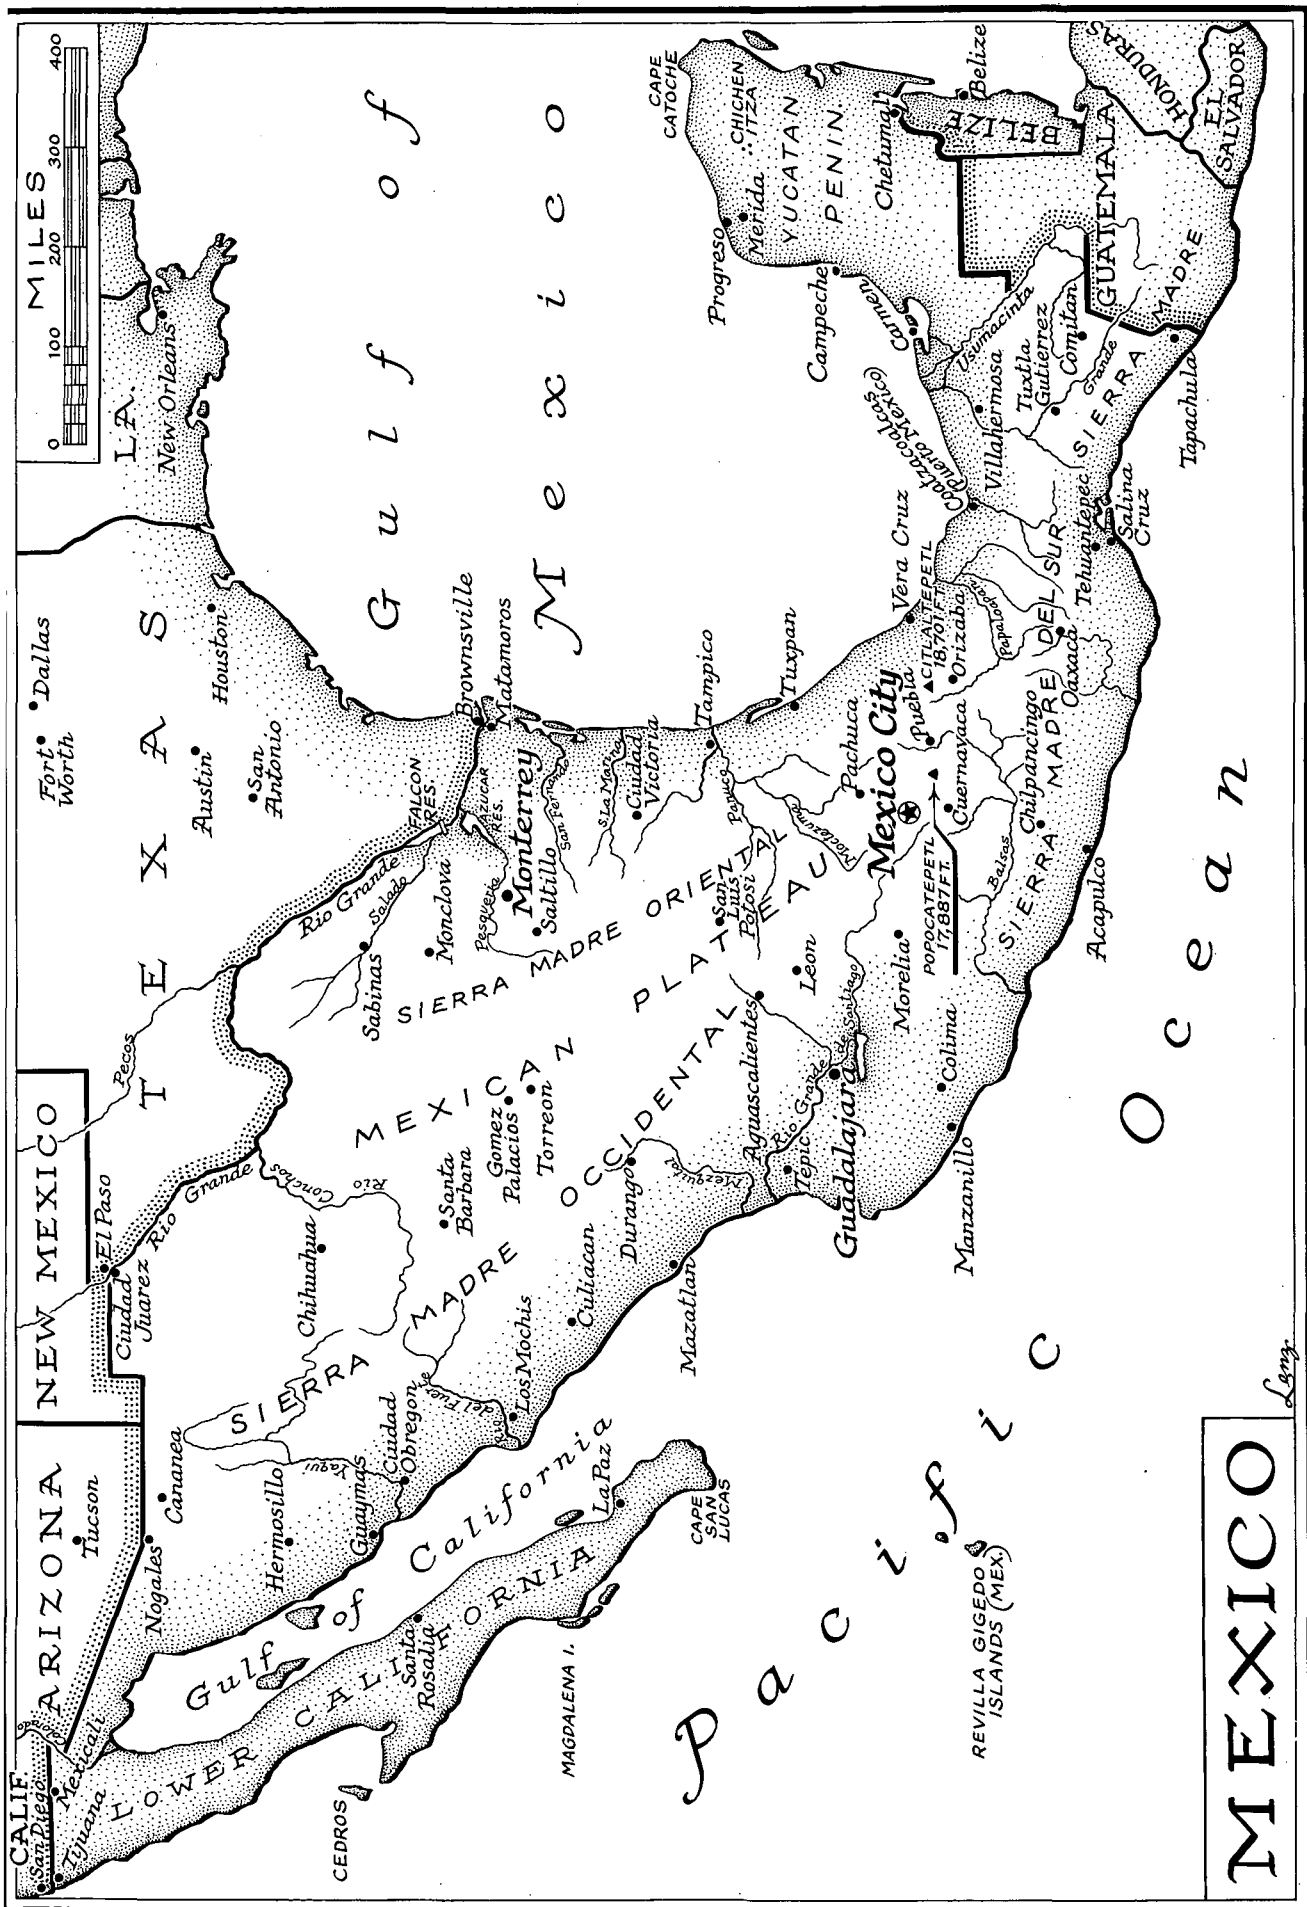 MEXICO
MILES
0 100 200 300 400
CALIF.
San Diego
Tijuana
Mexicali
Colorado
ARIZONA
Tucson
Nogales
NEW MEXICO
El Paso
Ciudad
Juarez
Rio Grande
Pecos
TEXAS
Fort
Worth
Dallas
Austin
San
Antonio
Houston
LA.
New Orleans
Brownsville
Matamoros
FALCON
RES.
AZUCAR
RES.
Rio Grande
Salado
Sabinas
Monclova
Pesqueria
Monterrey
Saltillo
San Fernando
Sta Marina
Ciudad
Victoria
Tampico
Panuco
Tuxpan
Gulf of
Mexico
LOWER CALIFORNIA
Gulf of California
CEDROS
Santa
Rosalia
MAGDALENA I.
La Paz
CAPE
SAN
LUCAS
Cananea
Hermosillo
Guaymas
Yaqui
Ciudad
Obregon
Rio del Fuerte
Los Mochis
Culiacan
SIERRA MADRE OCCIDENTAL
Chihuahua
Rio Conchos
Santa
Barbara
Gomez
Palacios
Torreon
MEXICAN PLATEAU
SIERRA MADRE ORIENTAL
Durango
Mezquital
Mazatlan
Tepic
Rio Grande de Santiago
Aguascalientes
San
Luis
Potosi
Leon
Guadalajara
Moctezuma
Pachuca
Mexico City
Morelia
Colima
Manzanillo
POPOCATEPETL
17,887 FT.
Cuernavaca
Puebla
CITLALTEPETL
18,701 FT.
Orizaba
Vera Cruz
Papaloapan
Balsas
Chilpancingo
Acapulco
SIERRA MADRE DEL SUR
Oaxaca
Tehuantepec
Salina
Cruz
Coatzacoalcos
(Puerto Mexico)
Villahermosa
Carmen
Usumacinta
Tuxtla
Gutierrez
Comitan
Grande
SIERRA MADRE
Tapachula
Campeche
Progreso
Merida
CHICHEN
ITZA
CAPE
CATOCHE
YUCATAN
PENIN.
Chetumal
BELIZE
Belize
GUATEMALA
HONDURAS
EL
SALVADOR
Pacific Ocean
REVILLA GIGEDO
ISLANDS (MEX.)
Lenz